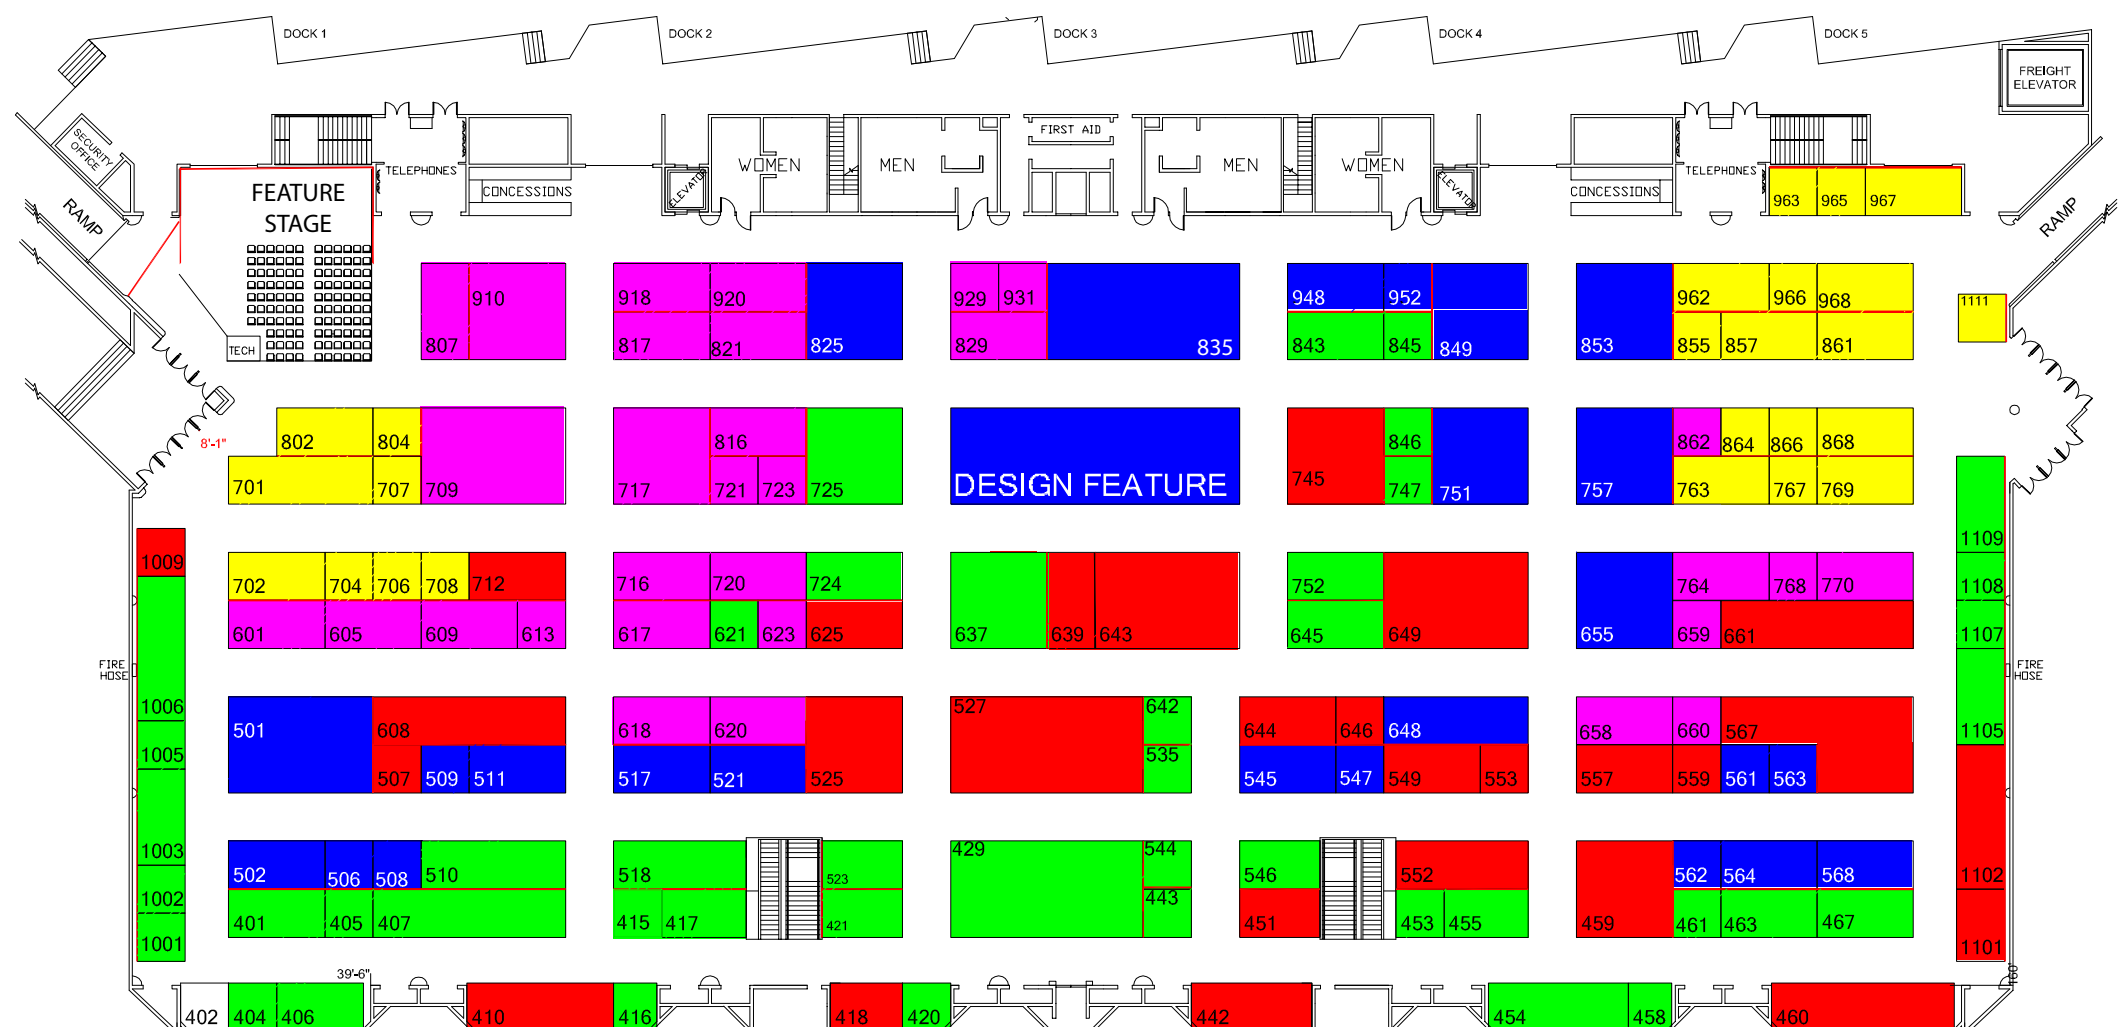 DOCK 1
DOCK 2
DOCK 3
DOCK 4
DOCK 5
FREIGHT
ELEVATOR
SECURITY
OFFICE
FIRST AID
WOMEN
MEN
MEN
WOMEN
TELEPHONES
CONCESSIONS
ELEVATOR
ELEVATOR
CONCESSIONS
TELEPHONES
FEATURE
STAGE
RAMP
RAMP
963 965 967
910 918 920 929 931 948 952 962 966 968 1111
TECH
807 817 821 825 829 835 843 845 849 853 855 857 861
8'-1"
802 804 816 846 862 864 866 868
701 707 709 717 721 723 725 DESIGN FEATURE 745 747 751 757 763 767 769
1109
1009 702 704 706 708 712 716 720 724 752 764 768 770 1108
601 605 609 613 617 621 623 625 637 639 643 645 649 655 659 661 1107
FIRE
HOSE
FIRE
HOSE
1006 527 642
501 608 618 620 644 646 648 658 660 567 1105
1005 535
507 509 511 517 521 525 545 547 549 553 557 559 561 563
1003 429 544
502 506 508 510 518 523 546 552 562 564 568 1102
1002 443
401 405 407 415 417 421 451 453 455 459 461 463 467
1001 1101
39'-6"
160'
402 404 406 410 416 418 420 442 454 458 460